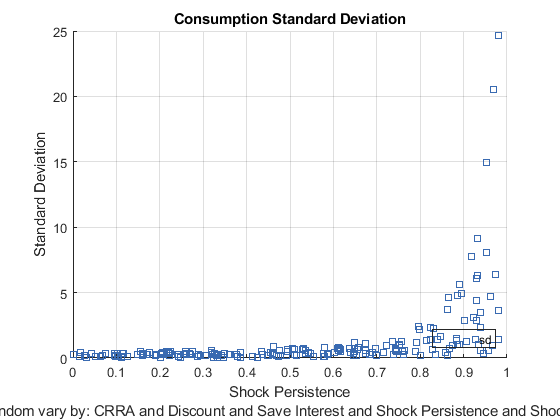 Consumption Standard Deviation
25
20
15
10
5
0
Standard Deviation
sd
0 0.1 0.2 0.3 0.4 0.5 0.6 0.7 0.8 0.9 1
Shock Persistence
ndom vary by: CRRA and Discount and Save Interest and Shock Persistence and Shoc